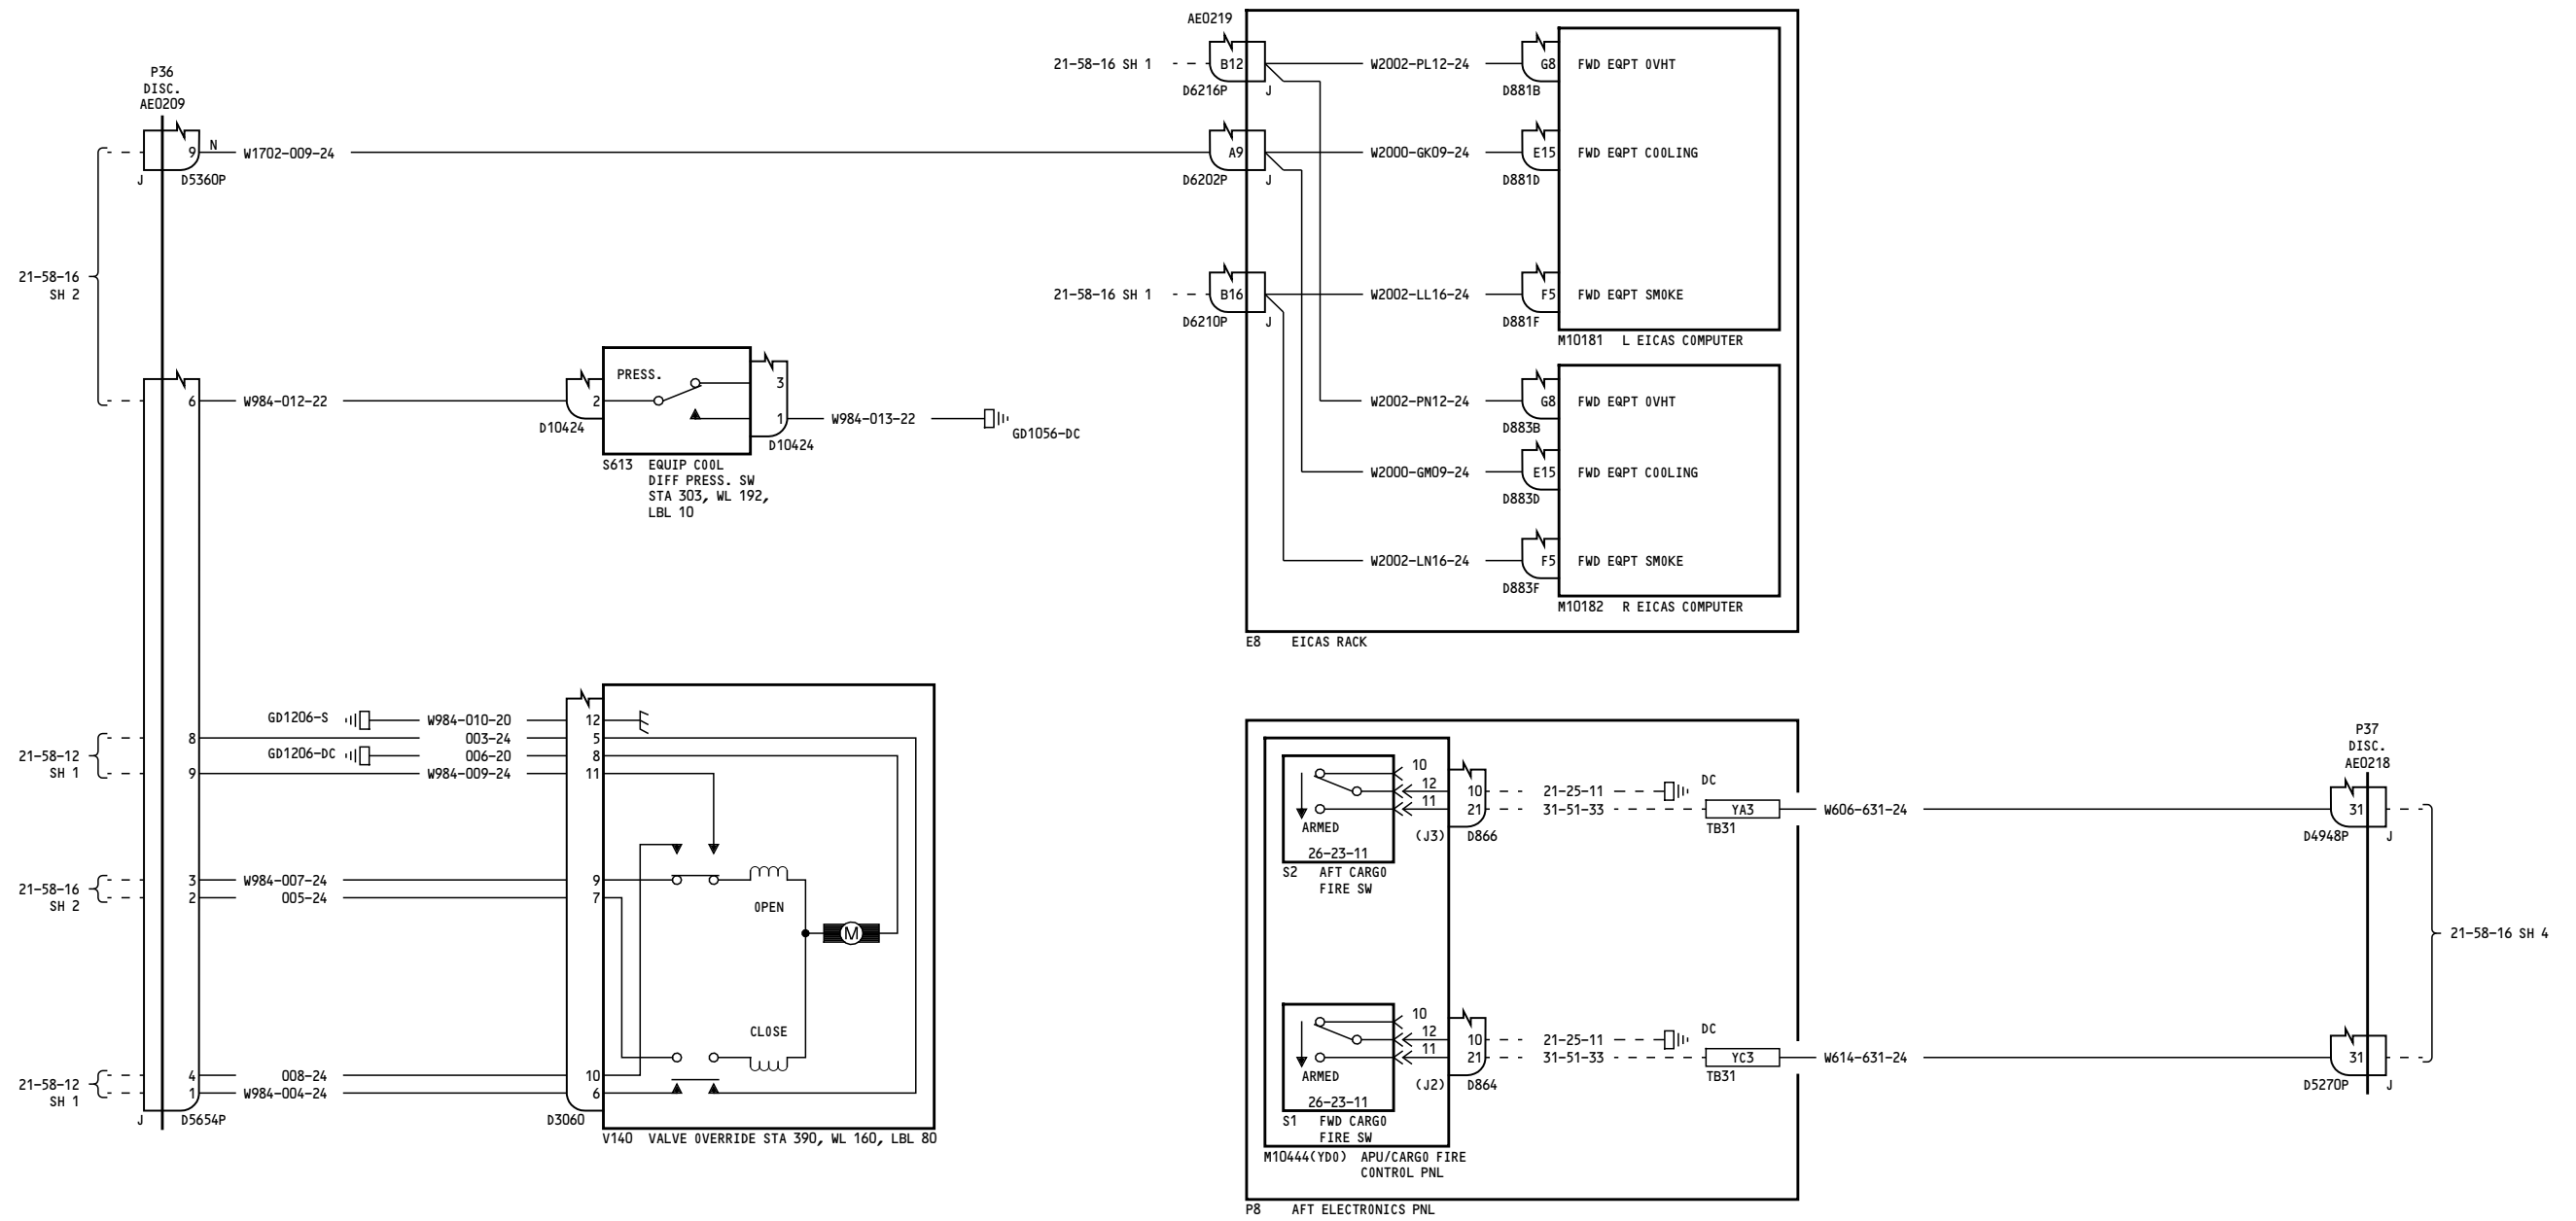 P36
DISC.
AE0209
9
N
W1702-009-24
J
D5360P
21-58-16
SH 2
6
W984-012-22
D10424
2
PRESS.
3
1
D10424
W984-013-22
GD1056-DC
S613 EQUIP COOL
DIFF PRESS. SW
STA 303, WL 192,
LBL 10
GD1206-S
W984-010-20
12
8
003-24
5
21-58-12
SH 1
GD1206-DC
006-20
8
9
W984-009-24
11
21-58-16
SH 2
3
W984-007-24
9
2
005-24
7
OPEN
M
CLOSE
21-58-12
SH 1
4
008-24
10
1
W984-004-24
6
J
D5654P
D3060
V140 VALVE OVERRIDE STA 390, WL 160, LBL 80
AE0219
21-58-16 SH 1
B12
D6216P
J
W2002-PL12-24
G8
FWD EQPT OVHT
D881B
A9
D6202P
J
W2000-GK09-24
E15
FWD EQPT COOLING
D881D
21-58-16 SH 1
B16
D6210P
J
W2002-LL16-24
F5
FWD EQPT SMOKE
D881F
M10181 L EICAS COMPUTER
W2002-PN12-24
G8
FWD EQPT OVHT
D883B
W2000-GM09-24
E15
FWD EQPT COOLING
D883D
W2002-LN16-24
F5
FWD EQPT SMOKE
D883F
M10182 R EICAS COMPUTER
E8 EICAS RACK
10
12
11
ARMED
26-23-11
(J3)
10
21
D866
21-25-11
DC
31-51-33
YA3
TB31
W606-631-24
S2 AFT CARGO
FIRE SW
10
12
11
ARMED
26-23-11
(J2)
10
21
D864
21-25-11
DC
31-51-33
YC3
TB31
W614-631-24
S1 FWD CARGO
FIRE SW
M10444(YD0) APU/CARGO FIRE
CONTROL PNL
P8 AFT ELECTRONICS PNL
P37
DISC.
AE0218
31
D4948P
J
21-58-16 SH 4
31
D5270P
J